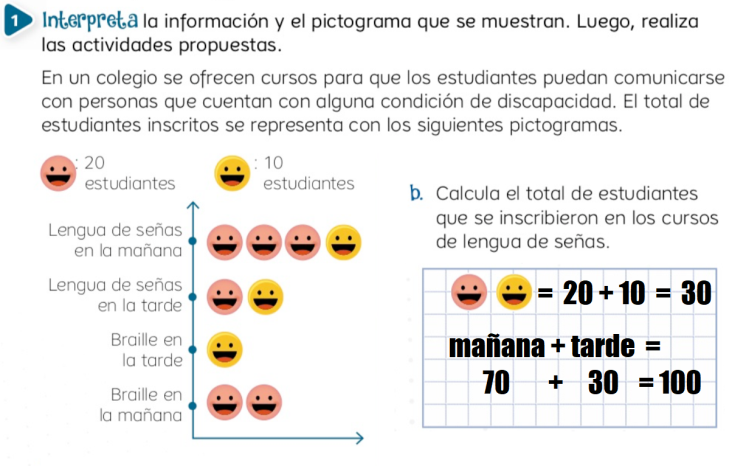 1 Interpreta la información y el pictograma que se muestran. Luego, realiza
las actividades propuestas.
En un colegio se ofrecen cursos para que los estudiantes puedan comunicarse
con personas que cuentan con alguna condición de discapacidad. El total de
estudiantes inscritos se representa con los siguientes pictogramas.
: 20
estudiantes
: 10
estudiantes
Lengua de señas
en la mañana
Lengua de señas
en la tarde
Braille en
la tarde
Braille en
la mañana
b. Calcula el total de estudiantes
que se inscribieron en los cursos
de lengua de señas.
= 20 + 10 = 30
mañana + tarde =
70 + 30 = 100